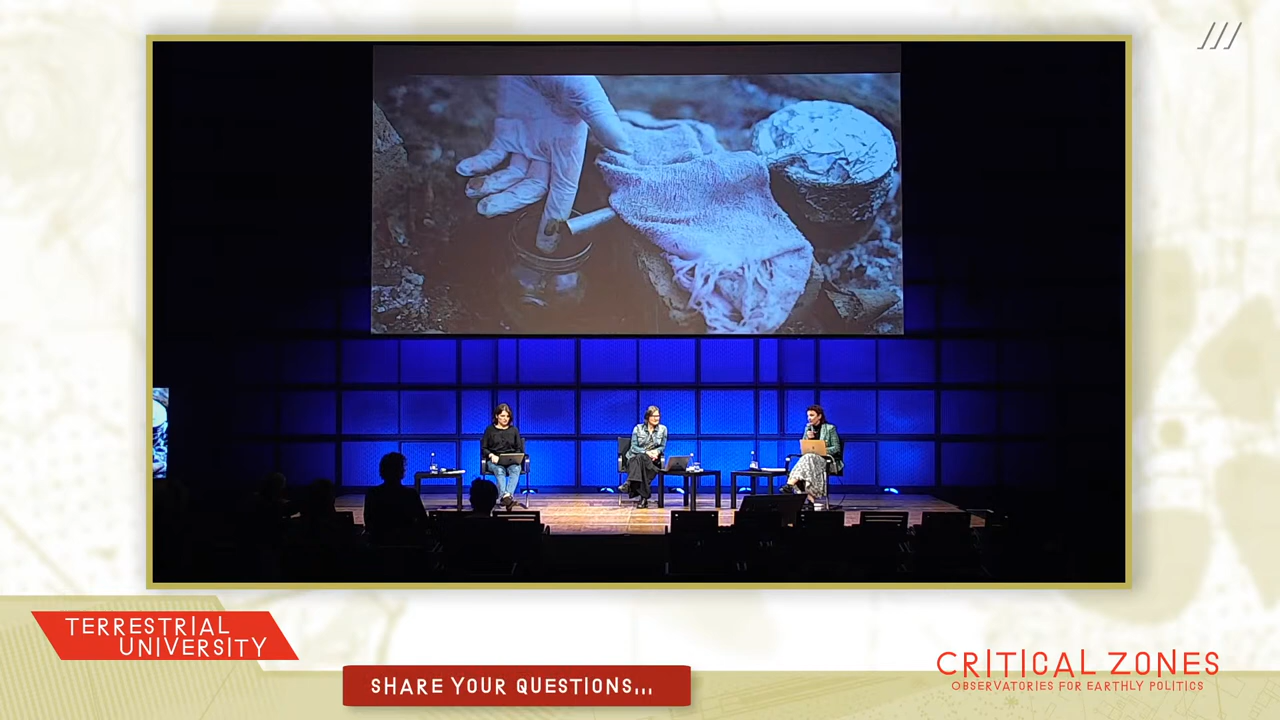 TERRESTRIAL
UNIVERSITY
SHARE YOUR QUESTIONS...
CRITICAL ZONES
OBSERVATORIES FOR EARTHLY POLITICS